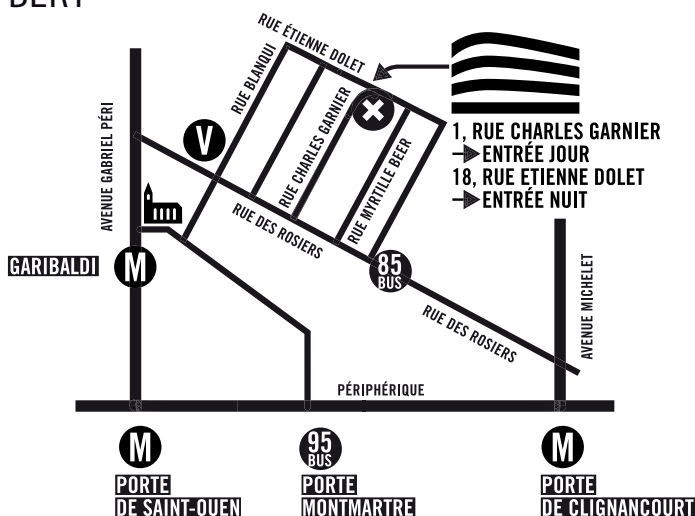 BERT
RUE ÉTIENNE DOLET
RUE BLANQUI
AVENUE GABRIEL PÉRI
V
RUE CHARLES GARNIER
RUE MYRTILLE BEER
1, RUE CHARLES GARNIER
ENTRÉE JOUR
18, RUE ETIENNE DOLET
ENTRÉE NUIT
RUE DES ROSIERS
GARIBALDI
M
85
BUS
RUE DES ROSIERS
AVENUE MICHELET
PÉRIPHÉRIQUE
M
PORTE
DE SAINT-OUEN
95
BUS
PORTE
MONTMARTRE
M
PORTE
DE CLIGNANCOURT